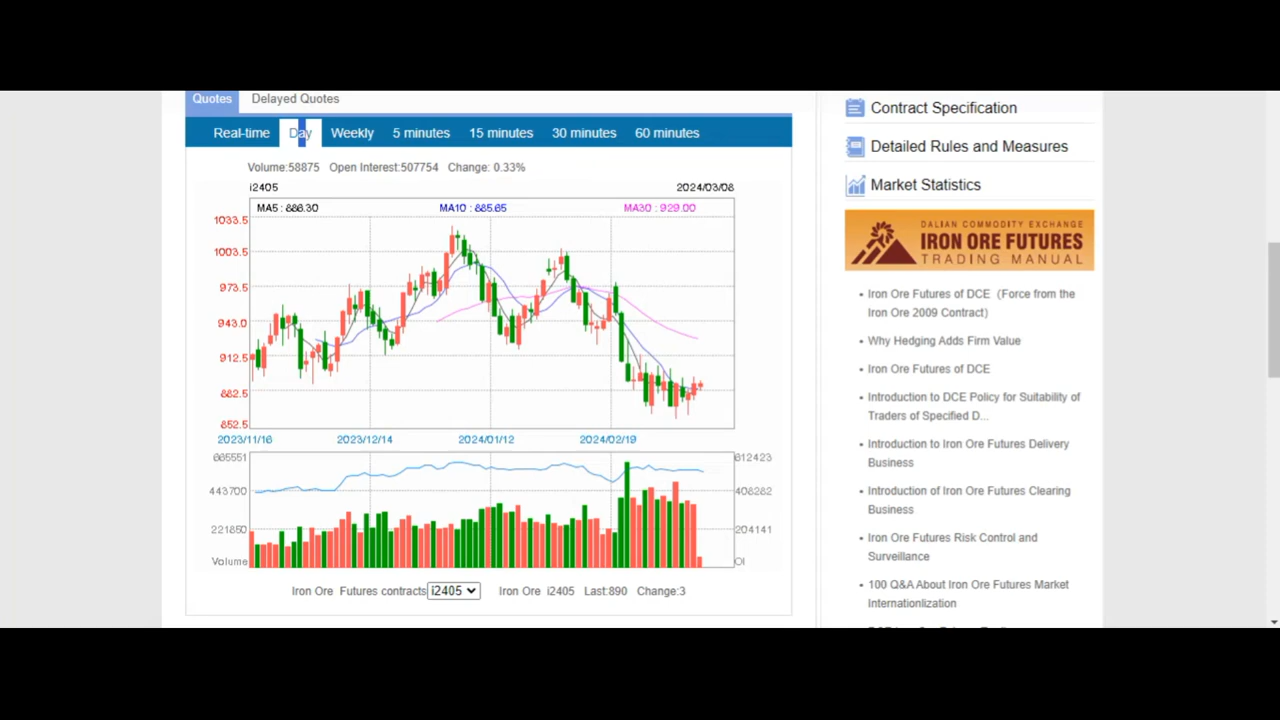 Quotes Delayed Quotes
Real-time Day Weekly 5 minutes 15 minutes 30 minutes 60 minutes
Volume:58875 Open Interest:507754 Change: 0.33%
i2405 2024/03/08
MA5 : 886.30 MA10 : 885.65 MA30 : 929.00
1033.5
1003.5
973.5
943.0
912.5
882.5
852.5
2023/11/16 2023/12/14 2024/01/12 2024/02/19
665551 612423
443700 408282
221850 204141
Volume OI
Iron Ore Futures contracts i2405 Iron Ore i2405 Last:890 Change:3
Contract Specification
Detailed Rules and Measures
Market Statistics
DALIAN COMMODITY EXCHANGE
IRON ORE FUTURES
TRADING MANUAL
Iron Ore Futures of DCE（Force from the
Iron Ore 2009 Contract）
Why Hedging Adds Firm Value
Iron Ore Futures of DCE
Introduction to DCE Policy for Suitability of
Traders of Specified D...
Introduction to Iron Ore Futures Delivery
Business
Introduction of Iron Ore Futures Clearing
Business
Iron Ore Futures Risk Control and
Surveillance
100 Q&A About Iron Ore Futures Market
Internationlization